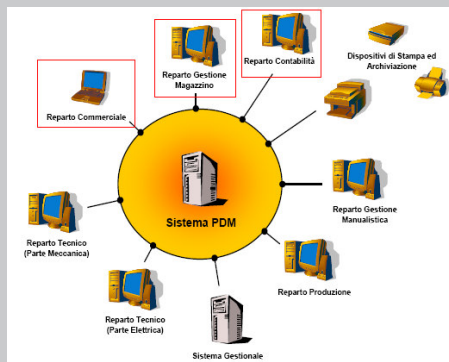 Dispositivi di Stampa ed
Archiviazione
Reparto Gestione
Magazzino
Reparto Contabilità
Reparto Commerciale
Sistema PDM
Reparto Gestione
Manualistica
Reparto Tecnico
(Parte Meccanica)
Reparto Produzione
Reparto Tecnico
(Parte Elettrica)
Sistema Gestionale